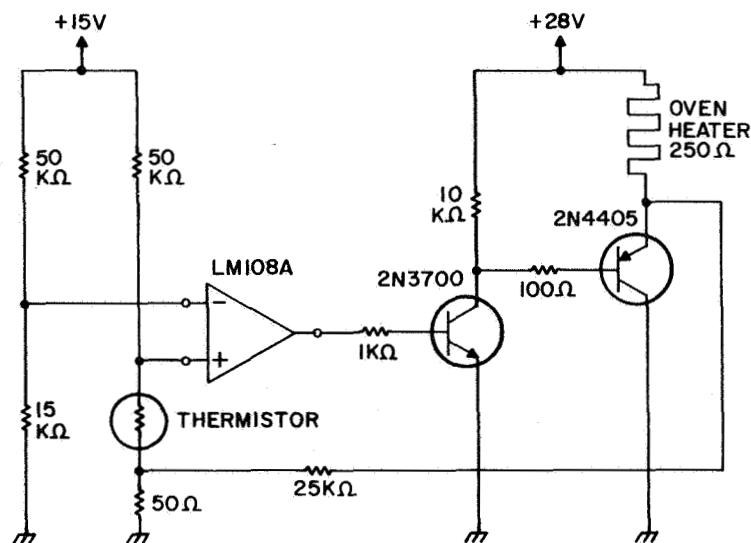 +15V
+28V
50
KΩ
50
KΩ
OVEN
HEATER
250Ω
10
KΩ
2N4405
LM108A
2N3700
100Ω
−
+
1KΩ
15
KΩ
THERMISTOR
25KΩ
50Ω